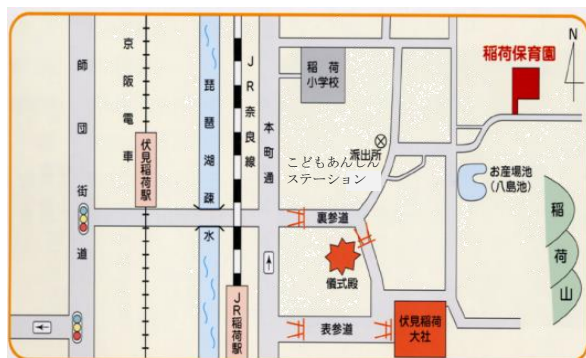 師団街道
京阪電車
伏見稲荷駅
琵琶湖疏水
JR奈良線
JR稲荷駅
本町通
稲荷
小学校
派出所
こどもあんしん
ステーション
裏参道
儀式殿
表参道
伏見稲荷
大社
稲荷保育園
N
お産場池
(八島池)
稲荷山